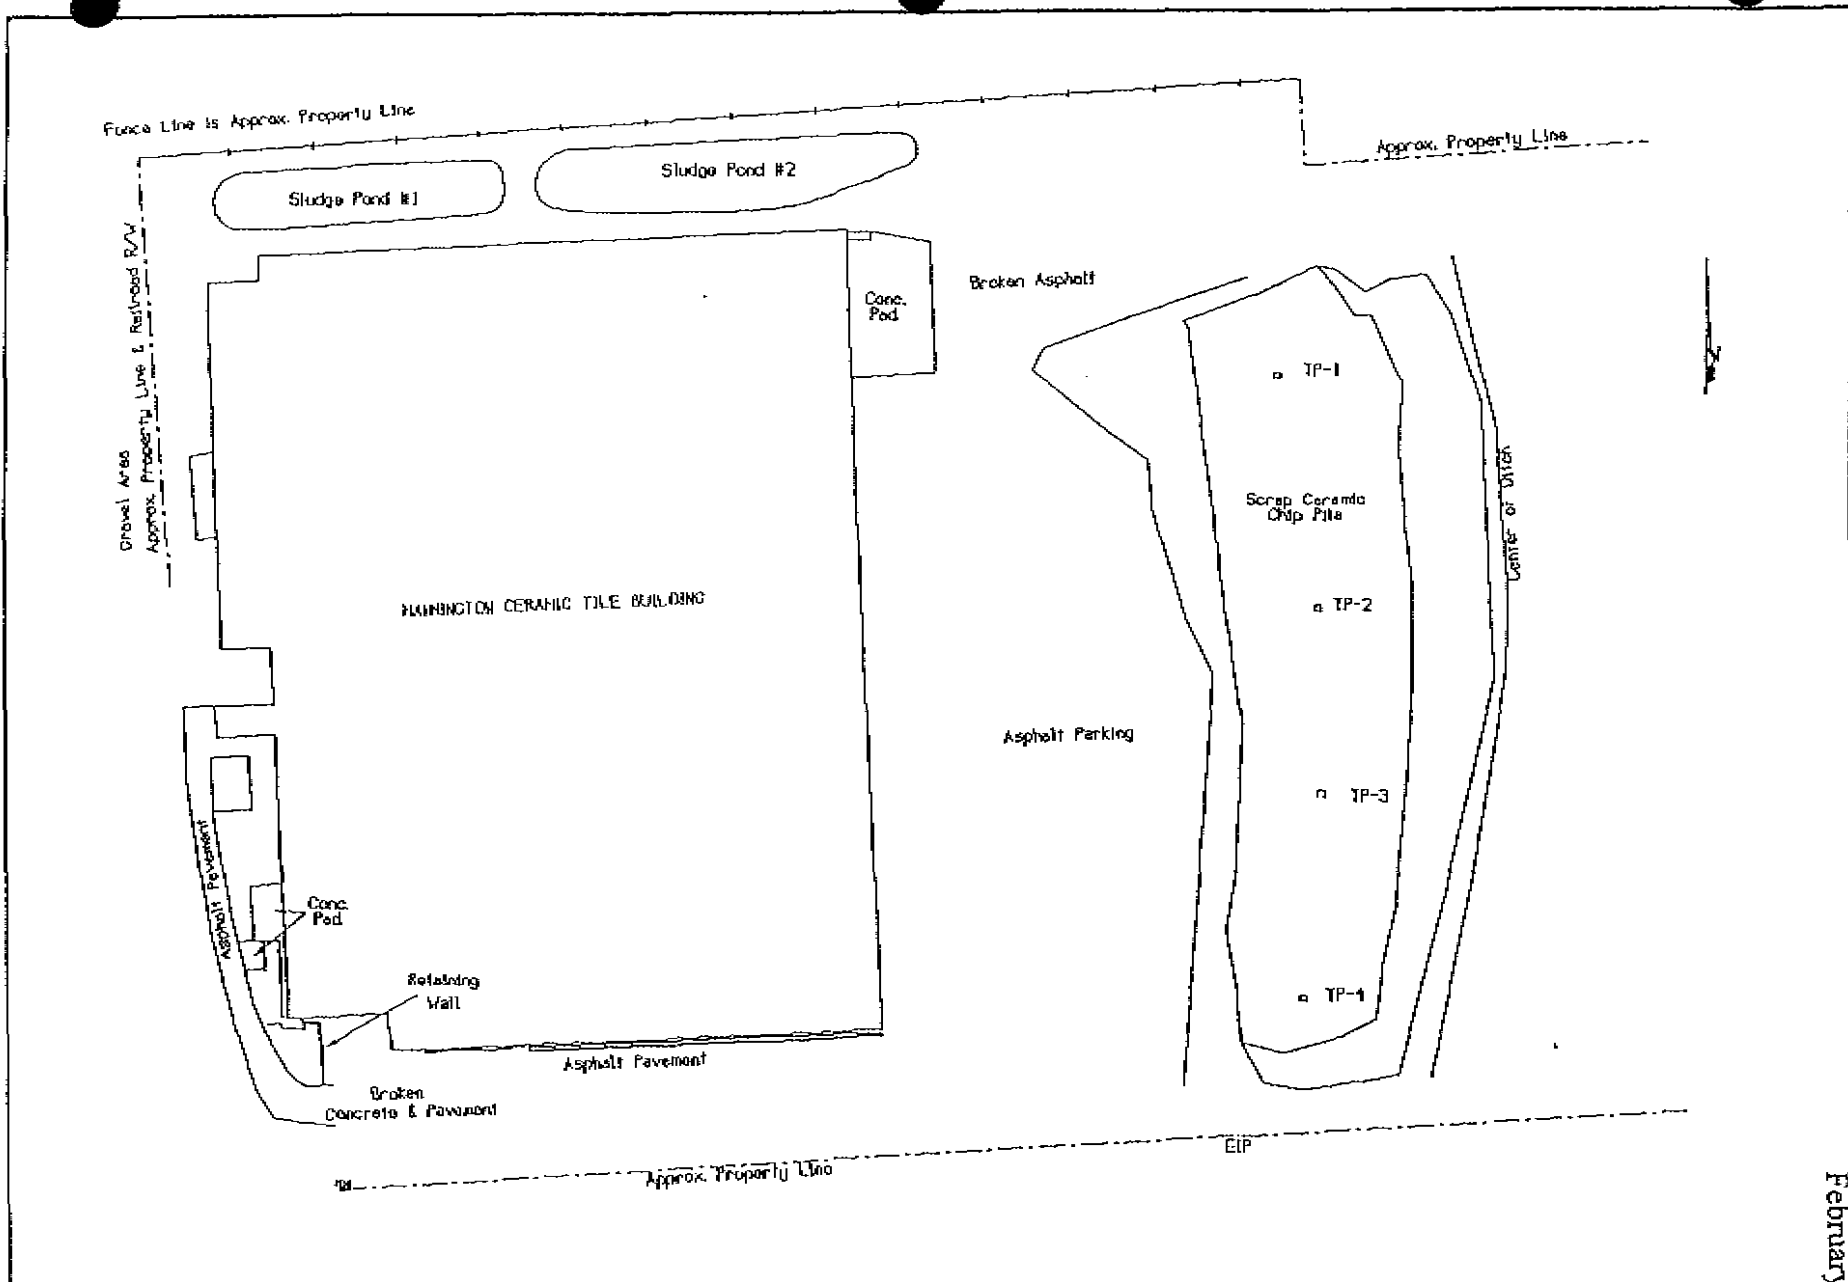 Fence Line is Approx. Property Line
Approx. Property Line
Sludge Pond #1
Sludge Pond #2
Gravel Area
Approx. Property Line & Railroad R/W
Conc.
Pad
Broken Asphalt
TP-1
Scrap Ceramic
Chip Pile
Center of Ditch
MANNINGTON CERAMIC TILE BUILDING
TP-2
Asphalt Parking
TP-3
Asphalt Pavement
Conc.
Pad
Retaining
Wall
TP-4
Asphalt Pavement
Broken
Concrete & Pavement
EIP
Approx. Property Line
February